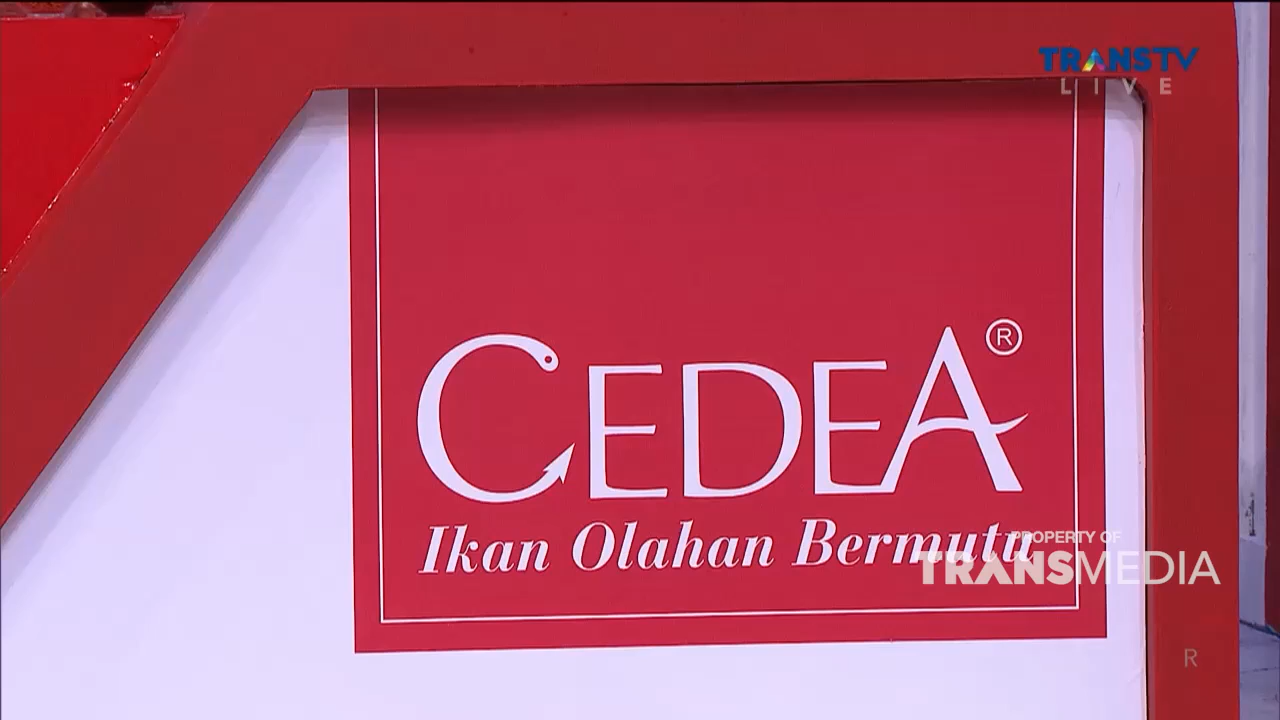 TRANSTV
LIVE
CEDEA®
Ikan Olahan Bermutu
PROPERTY OF
TRANSMEDIA
R